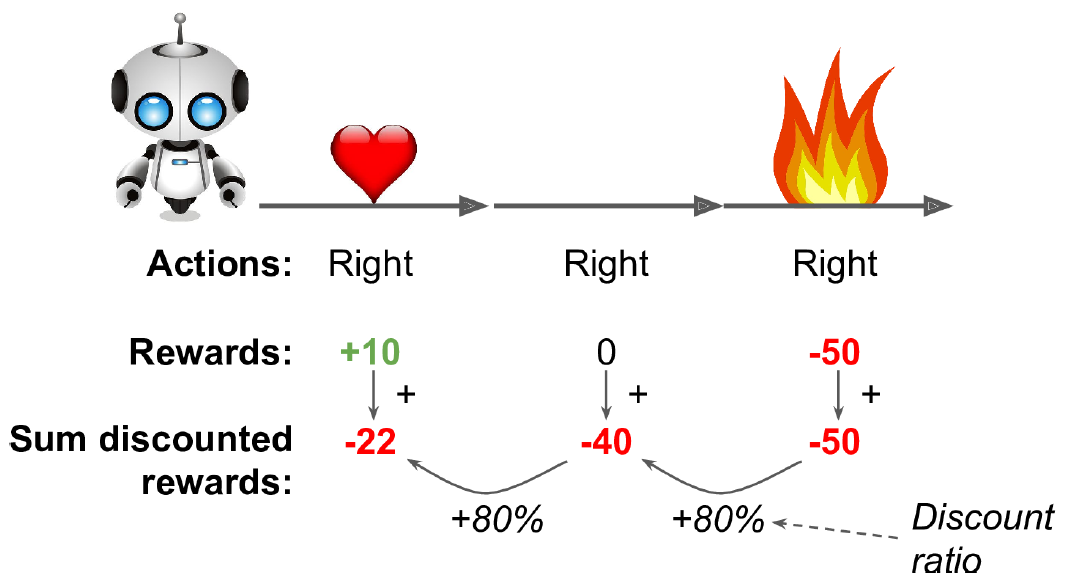 Actions: Right Right Right
Rewards: +10 0 -50
+ + +
Sum discounted -22 -40 -50
rewards:
+80% +80% Discount
ratio